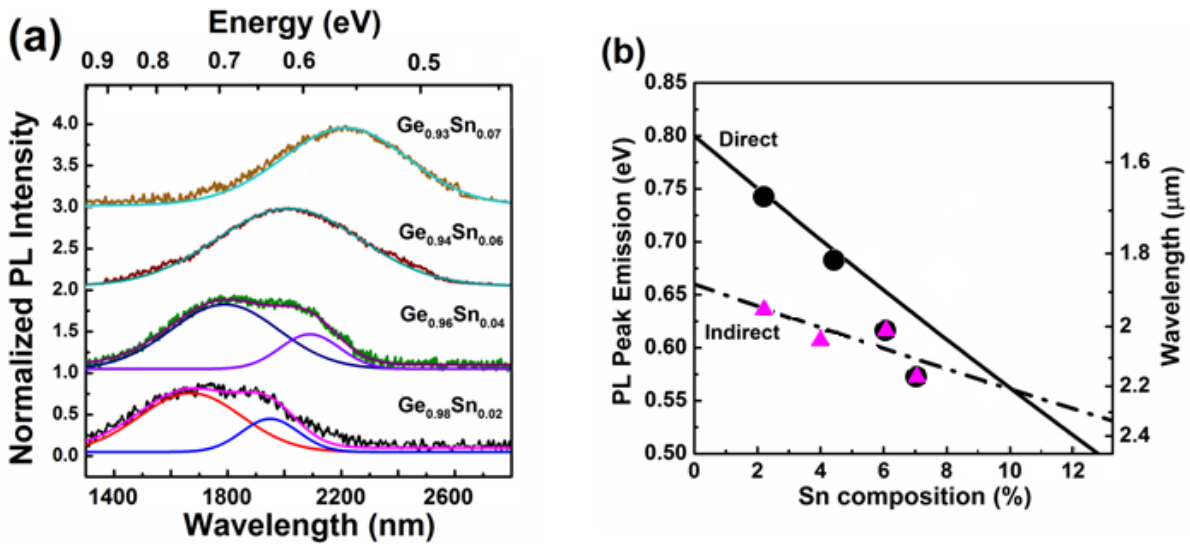 (a)
Energy (eV)
0.9 0.8 0.7 0.6 0.5
Normalized PL Intensity
4.0
3.5
3.0
2.5
2.0
1.5
1.0
0.5
0.0
Ge0.93Sn0.07
Ge0.94Sn0.06
Ge0.96Sn0.04
Ge0.98Sn0.02
1400 1800 2200 2600
Wavelength (nm)
(b)
PL Peak Emission (eV)
0.85
0.80
0.75
0.70
0.65
0.60
0.55
0.50
Direct
Indirect
1.6
1.8
2
2.2
2.4
Wavelength (μm)
0 2 4 6 8 10 12
Sn composition (%)